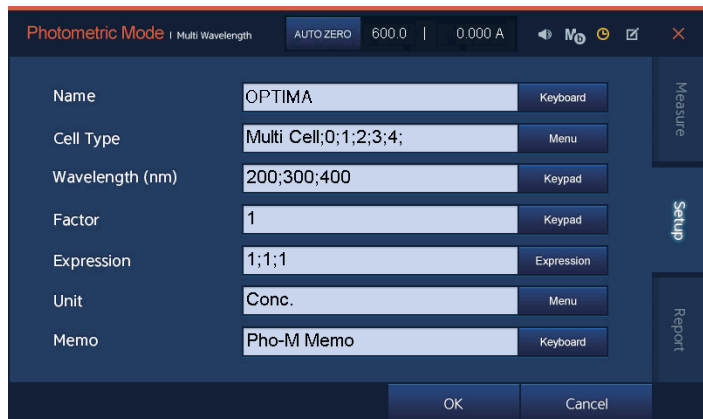 Photometric Mode | Multi Wavelength AUTO ZERO 600.0 | 0.000 A Mb
Name OPTIMA Keyboard
Cell Type Multi Cell;0;1;2;3;4; Menu
Wavelength (nm) 200;300;400 Keypad
Factor 1 Keypad
Expression 1;1;1 Expression
Unit Conc. Menu
Memo Pho-M Memo Keyboard
Measure
Setup
Report
OK Cancel